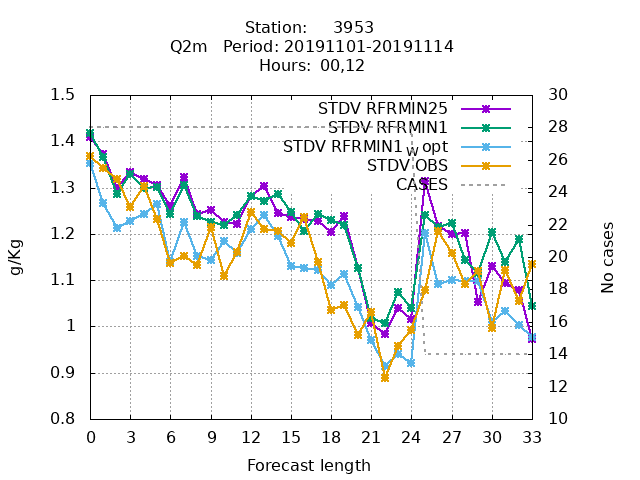 Station: 3953
Q2m Period: 20191101-20191114
Hours: 00,12
STDV RFRMIN25
STDV RFRMIN1
STDV RFRMIN1_w opt
STDV OBS
CASES
g/Kg
No cases
1.5
1.4
1.3
1.2
1.1
1
0.9
0.8
30
28
26
24
22
20
18
16
14
12
10
0 3 6 9 12 15 18 21 24 27 30 33
Forecast length